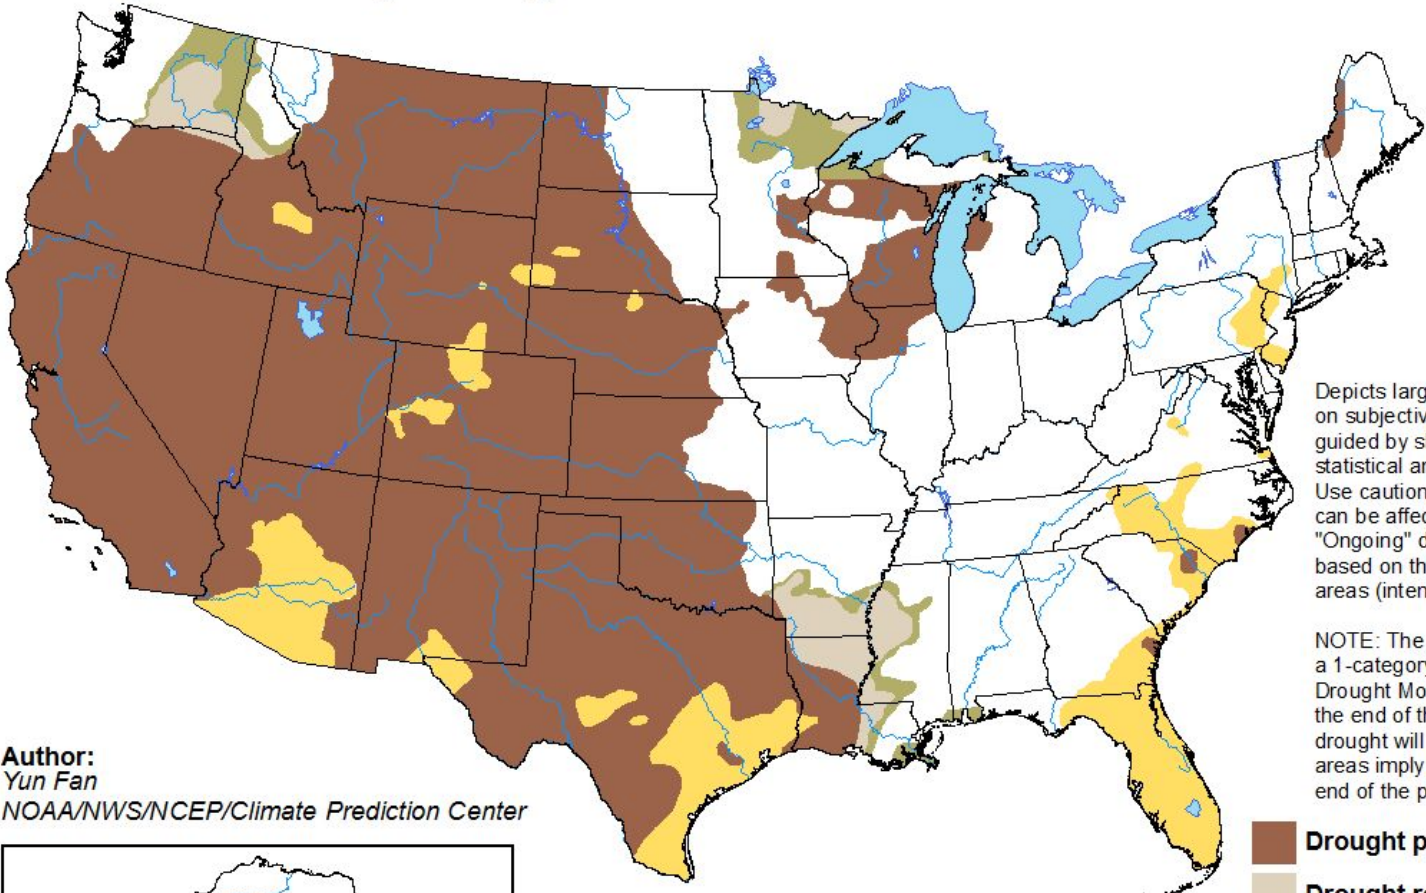 Depicts larg
on subjectiv
guided by s
statistical ar
Use caution
can be affec
"Ongoing" d
based on th
areas (inten
NOTE: The
a 1-category
Drought Mo
the end of th
drought will
areas imply
end of the p
Author:
Yun Fan
NOAA/NWS/NCEP/Climate Prediction Center
Drought p